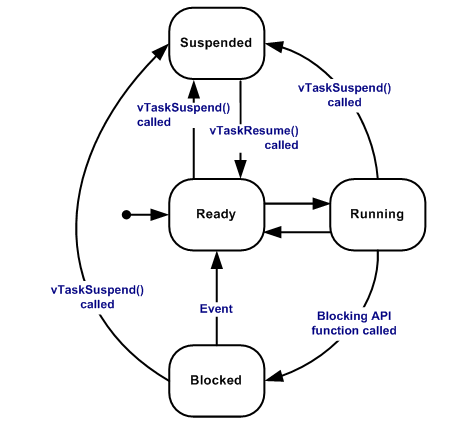 Suspended
vTaskSuspend()
called
vTaskSuspend()
called
vTaskResume()
called
Ready
Running
vTaskSuspend()
called
Event
Blocking API
function called
Blocked